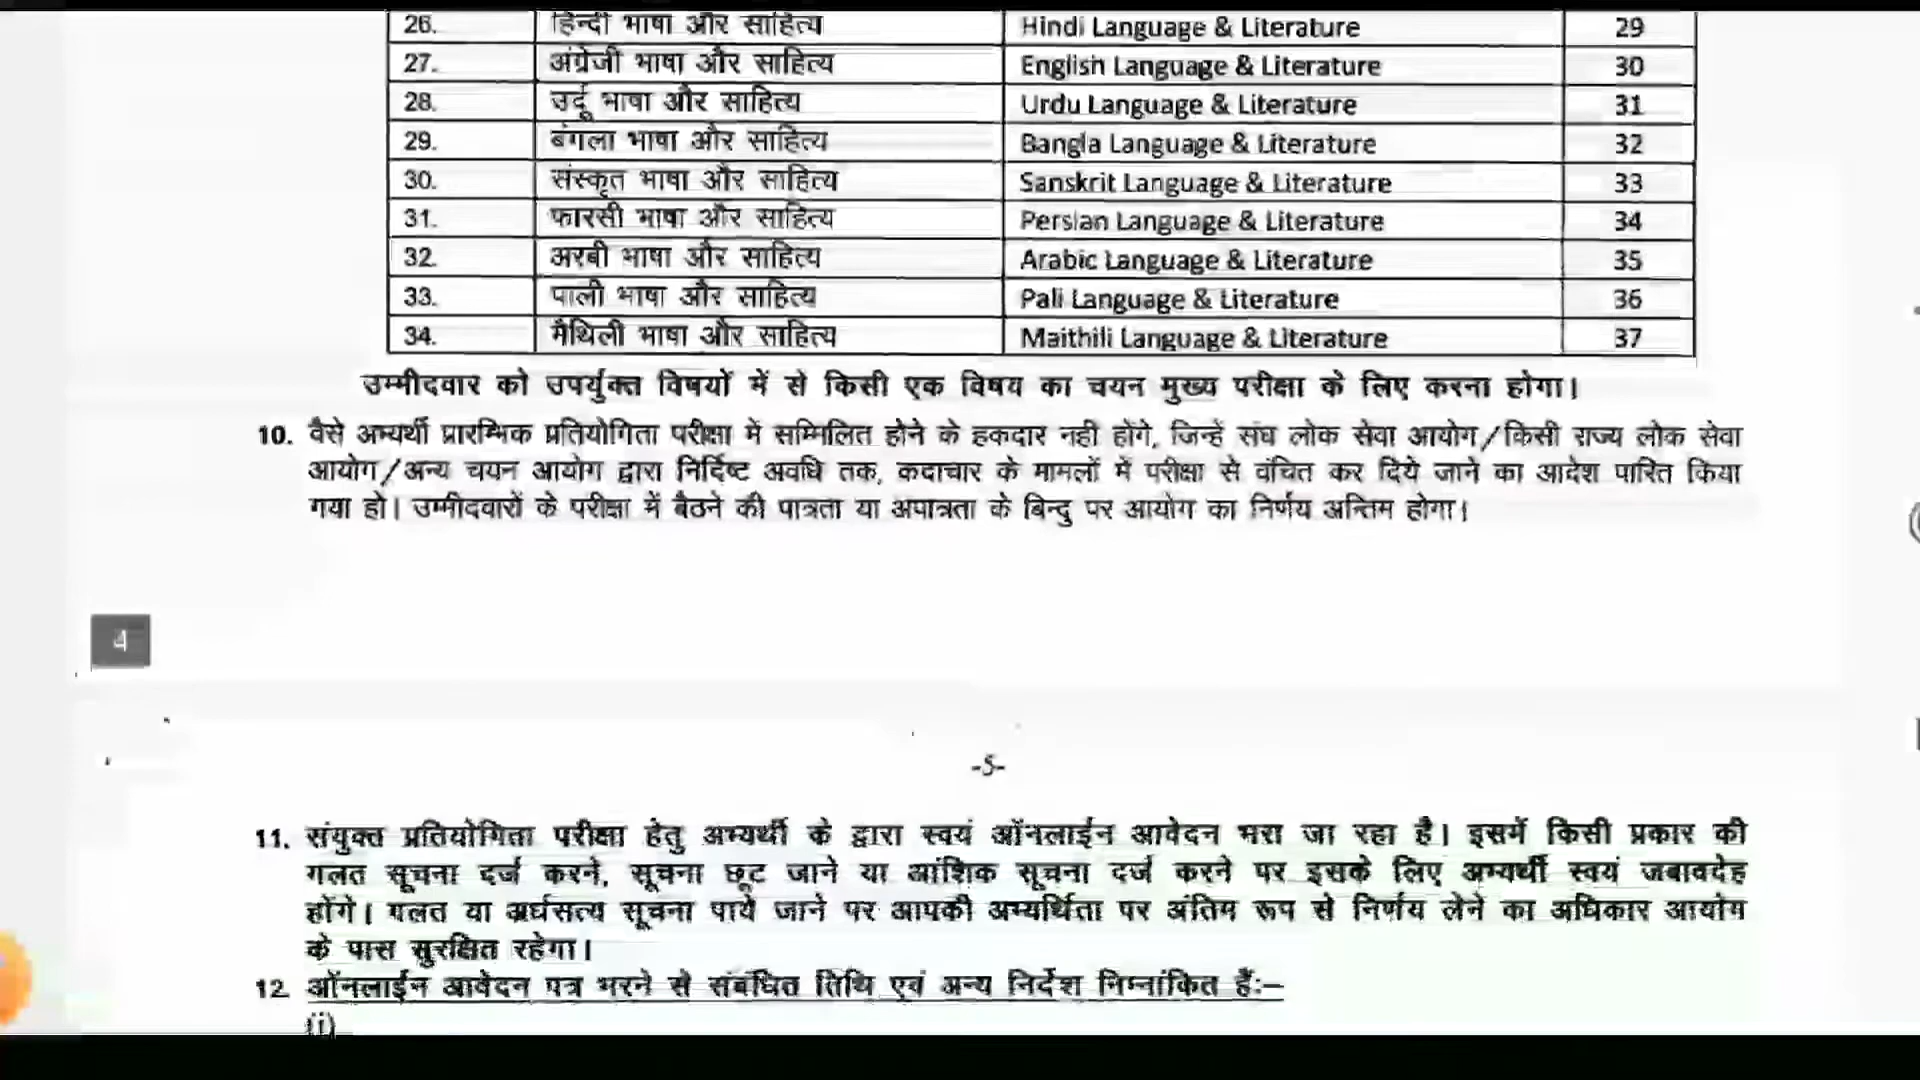 26. हिन्दी भाषा और साहित्य Hindi Language & Literature 29
27. अंग्रेजी भाषा और साहित्य English Language & Literature 30
28. उर्दू भाषा और साहित्य Urdu Language & Literature 31
29. बंगला भाषा और साहित्य Bangla Language & Literature 32
30. संस्कृत भाषा और साहित्य Sanskrit Language & Literature 33
31. फारसी भाषा और साहित्य Persian Language & Literature 34
32. अरबी भाषा और साहित्य Arabic Language & Literature 35
33. पाली भाषा और साहित्य Pali Language & Literature 36
34. मैथिली भाषा और साहित्य Maithili Language & Literature 37
उम्मीदवार को उपर्युक्त विषयों में से किसी एक विषय का चयन मुख्य परीक्षा के लिए करना होगा।
10. वैसे अभ्यर्थी प्रारम्भिक प्रतियोगिता परीक्षा में सम्मिलित होने के हकदार नही होंगे, जिन्हें संघ लोक सेवा आयोग/किसी राज्य लोक सेवा
आयोग/अन्य चयन आयोग द्वारा निर्दिष्ट अवधि तक, कदाचार के मामलों में परीक्षा से वंचित कर दिये जाने का आदेश पारित किया
गया हो। उम्मीदवारों के परीक्षा में बैठने की पात्रता या अपात्रता के बिन्दु पर आयोग का निर्णय अन्तिम होगा।
4
-5-
11. संयुक्त प्रतियोगिता परीक्षा हेतु अभ्यर्थी के द्वारा स्वयं ऑनलाईन आवेदन भरा जा रहा है। इसमें किसी प्रकार की
गलत सूचना दर्ज करने, सूचना छूट जाने या आंशिक सूचना दर्ज करने पर इसके लिए अभ्यर्थी स्वयं जबावदेह
होंगे। गलत या अर्धसत्य सूचना पाये जाने पर आपकी अभ्यर्थिता पर अंतिम रूप से निर्णय लेने का अधिकार आयोग
के पास सुरक्षित रहेगा।
12. ऑनलाईन आवेदन पत्र भरने से संबंधित तिथि एवं अन्य निर्देश निम्नांकित हैं:–
(i)